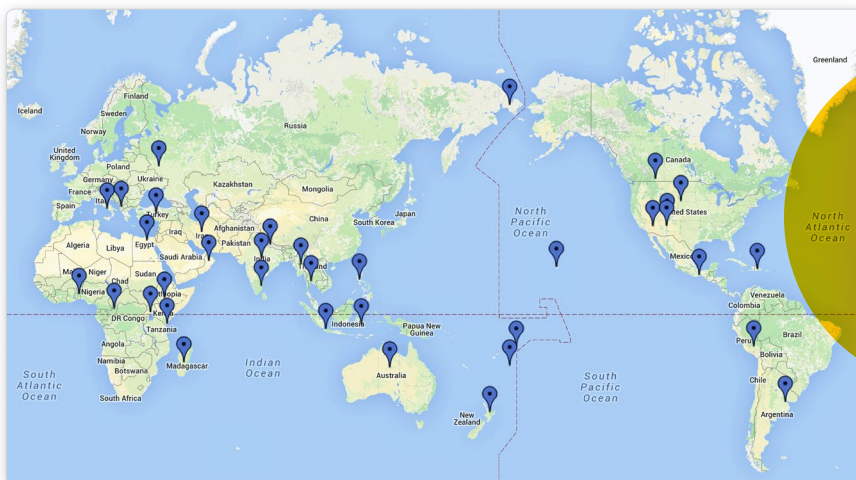 Greenland
Iceland
Finland
Sweden
Norway
Russia
United
Kingdom
Poland
Germany
Ukraine
France
Spain
Kazakhstan
Mongolia
Canada
China
Japan
South Korea
Turkey
Iraq
Afghanistan
Pakistan
Algeria
Libya
Egypt
Saudi Arabia
India
North
Pacific
Ocean
United States
North
Atlantic
Ocean
Mexico
Niger
Chad
Sudan
Nigeria
Ethiopia
Thailand
Venezuela
Colombia
DR Congo
Kenya
Tanzania
Indonesia
Papua New
Guinea
Peru
Brazil
Angola
Namibia
Botswana
Madagascar
South Africa
South
Atlantic
Ocean
Indian
Ocean
Australia
New
Zealand
South
Pacific
Ocean
Bolivia
Chile
Argentina